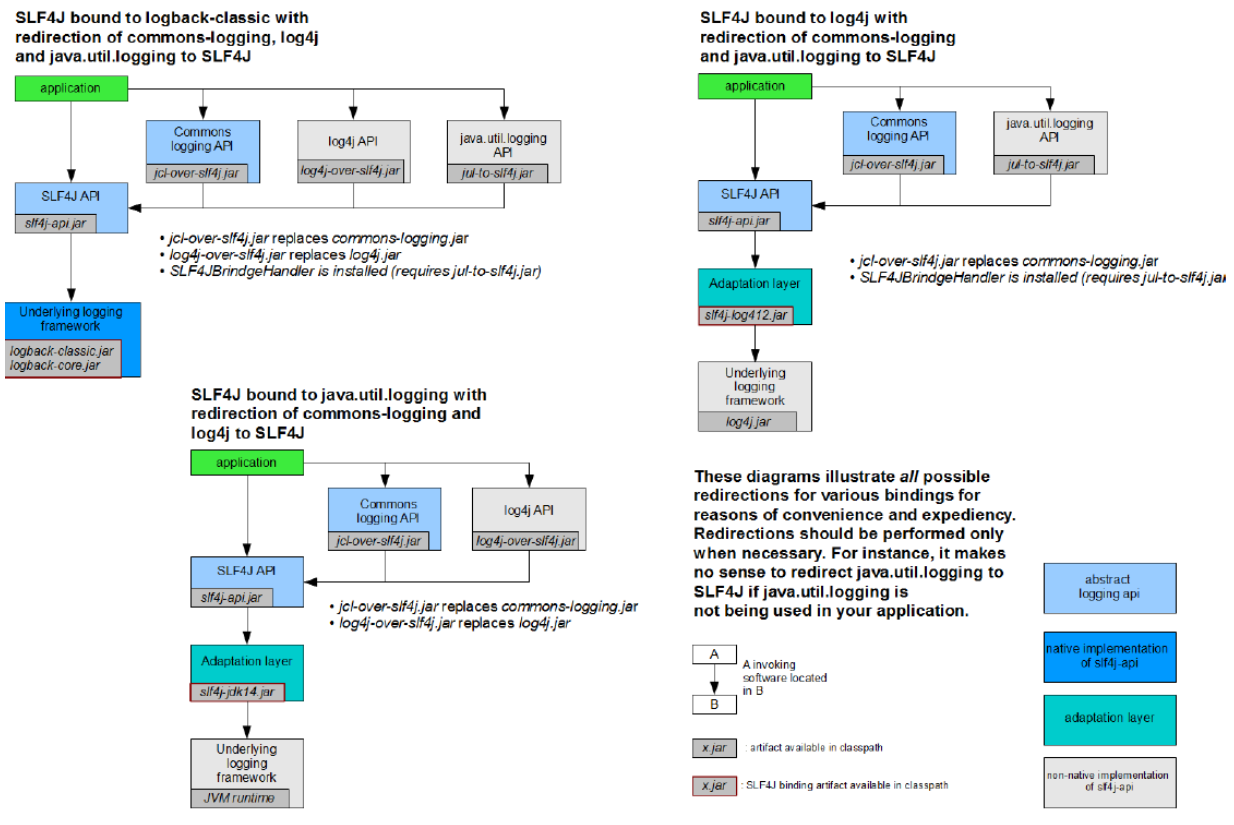 SLF4J bound to logback-classic with
redirection of commons-logging, log4j
and java.util.logging to SLF4J
application
Commons
logging API
jcl-over-slf4j.jar
log4j API
log4j-over-slf4j.jar
java.util.logging
API
jul-to-slf4j.jar
SLF4J API
slf4j-api.jar
• jcl-over-slf4j.jar replaces commons-logging.jar
• log4j-over-slf4j.jar replaces log4j.jar
• SLF4JBrindgeHandler is installed (requires jul-to-slf4j.jar)
Underlying logging
framework
logback-classic.jar
logback-core.jar
SLF4J bound to log4j with
redirection of commons-logging
and java.util.logging to SLF4J
application
Commons
logging API
jcl-over-slf4j.jar
java.util.logging
API
jul-to-slf4j.jar
SLF4J API
slf4j-api.jar
• jcl-over-slf4j.jar replaces commons-logging.jar
• SLF4JBrindgeHandler is installed (requires jul-to-slf4j.jar
Adaptation layer
slf4j-log412.jar
Underlying
logging
framework
log4j.jar
SLF4J bound to java.util.logging with
redirection of commons-logging and
log4j to SLF4J
application
Commons
logging API
jcl-over-slf4j.jar
log4j API
log4j-over-slf4j.jar
SLF4J API
slf4j-api.jar
• jcl-over-slf4j.jar replaces commons-logging.jar
• log4j-over-slf4j.jar replaces log4j.jar
Adaptation layer
slf4j-jdk14.jar
Underlying
logging
framework
JVM runtime
These diagrams illustrate all possible
redirections for various bindings for
reasons of convenience and expediency.
Redirections should be performed only
when necessary. For instance, it makes
no sense to redirect java.util.logging to
SLF4J if java.util.logging is
not being used in your application.
A
A invoking
software located
in B
B
x.jar : artifact available in classpath
x.jar : SLF4J binding artifact available in classpath
abstract
logging api
native implementation
of slf4j-api
adaptation layer
non-native implementation
of slf4j-api